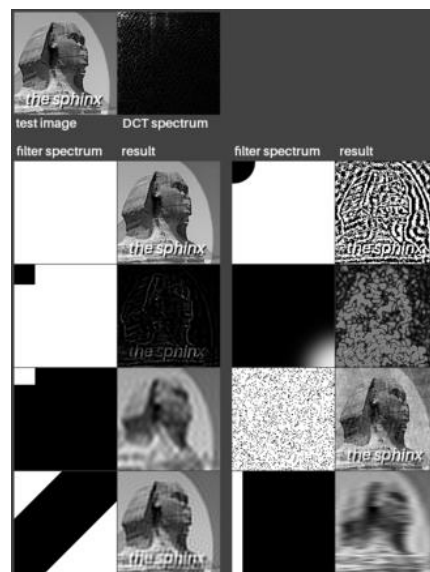 the sphinx
test image DCT spectrum
filter spectrum result filter spectrum result
the sphinx
the sphinx
the sphinx
the sphinx
the sphinx
the sphinx